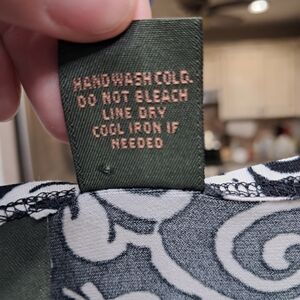 HAND WASH COLD.
DO NOT BLEACH
LINE DRY
COOL IRON IF
NEEDED